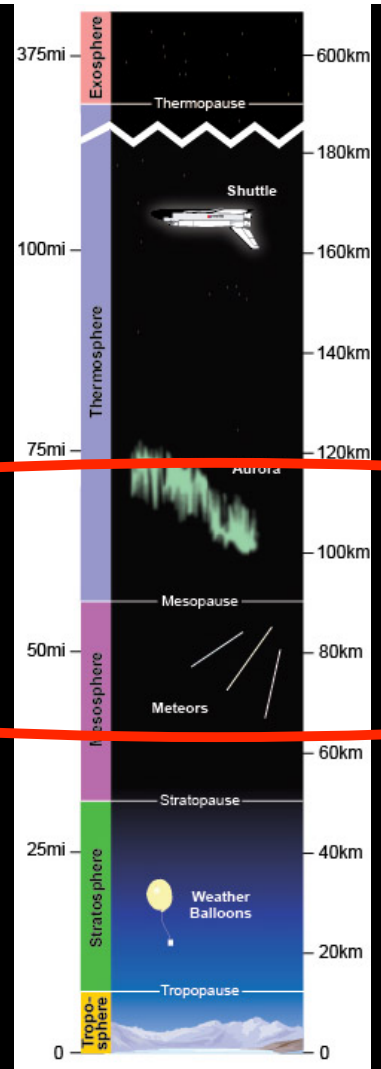 Exosphere
375mi
600km
Thermopause
180km
Shuttle
100mi
160km
Thermosphere
140km
75mi
120km
Aurora
100km
Mesopause
50mi
80km
Mesosphere
Meteors
60km
Stratopause
25mi
40km
Stratosphere
Weather
Balloons
20km
Tropopause
Tropo-
sphere
0
0